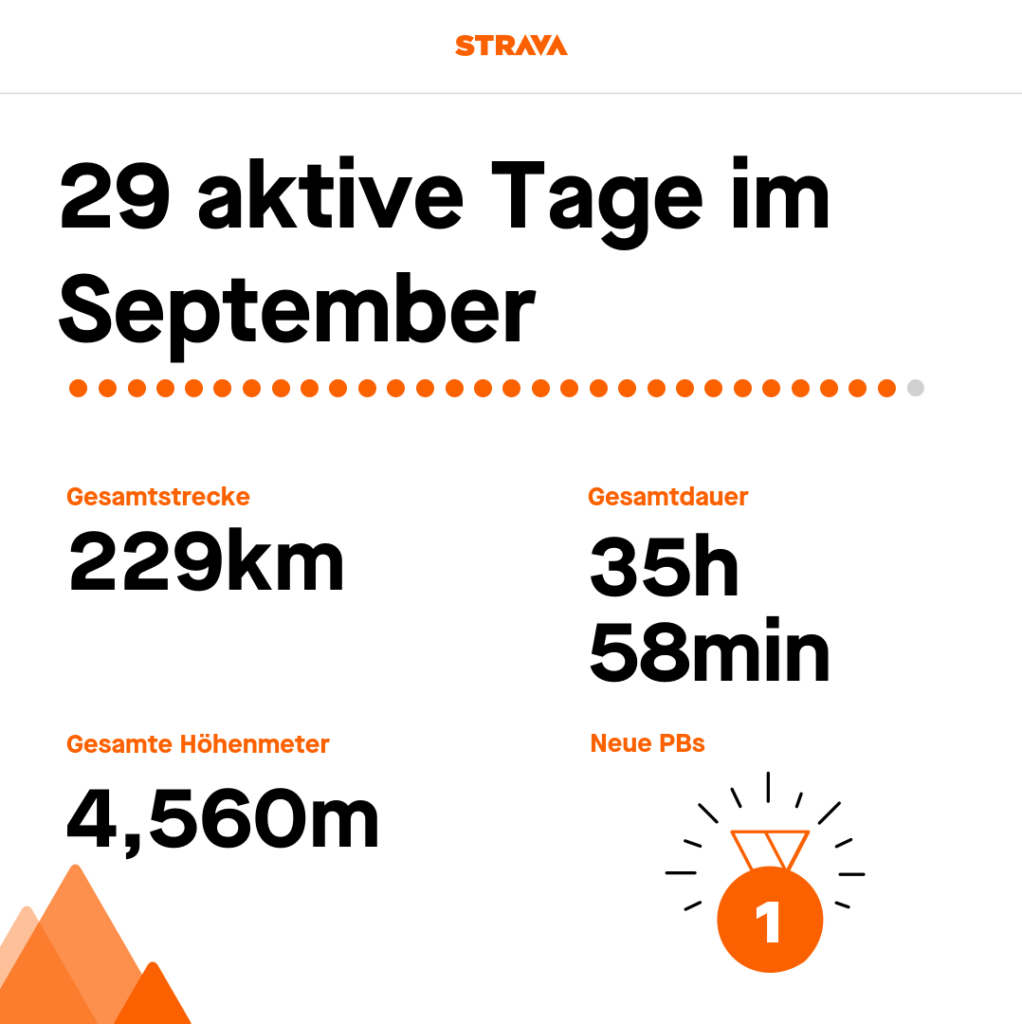 STRAVA
29 aktive Tage im
September
Gesamtstrecke
229km
Gesamtdauer
35h
58min
Gesamte Höhenmeter
4,560m
Neue PBs
1